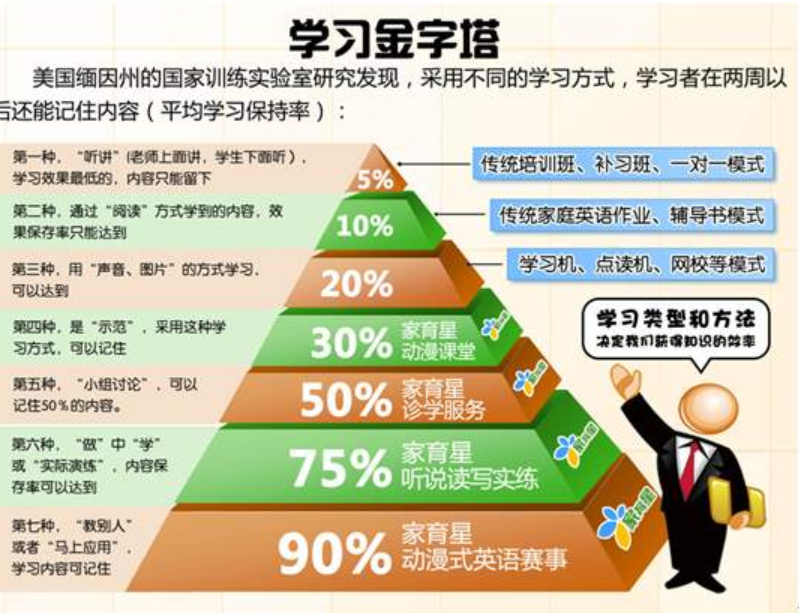 学习金字塔
美国缅因州的国家训练实验室研究发现，采用不同的学习方式，学习者在两周以
后还能记住内容（平均学习保持率）：
第一种，“听讲”(老师上面讲，学生下面听），
学习效果最低的，内容只能留下
5%
传统培训班、补习班、一对一模式
第二种，通过“阅读”方式学到的内容，效
果保存率只能达到
10%
传统家庭英语作业、辅导书模式
第三种，用“声音、图片”的方式学习，
可以达到
20%
学习机、点读机、网校等模式
学习类型和方法
决定我们获得知识的效率
第四种，是“示范”，采用这种学
习方式，可以记住
30%
家育星
动漫课堂
家育星
第五种，“小组讨论”，可以
记住50%的内容。
50%
家育星
诊学服务
家育星
第六种，“做”中“学”
或“实际演练”，内容保
存率可以达到
75%
家育星
听说读写实练
家育星
第七种，“教别人”
或者“马上应用”，
学习内容可记住
90%
家育星
动漫式英语赛事
家育星